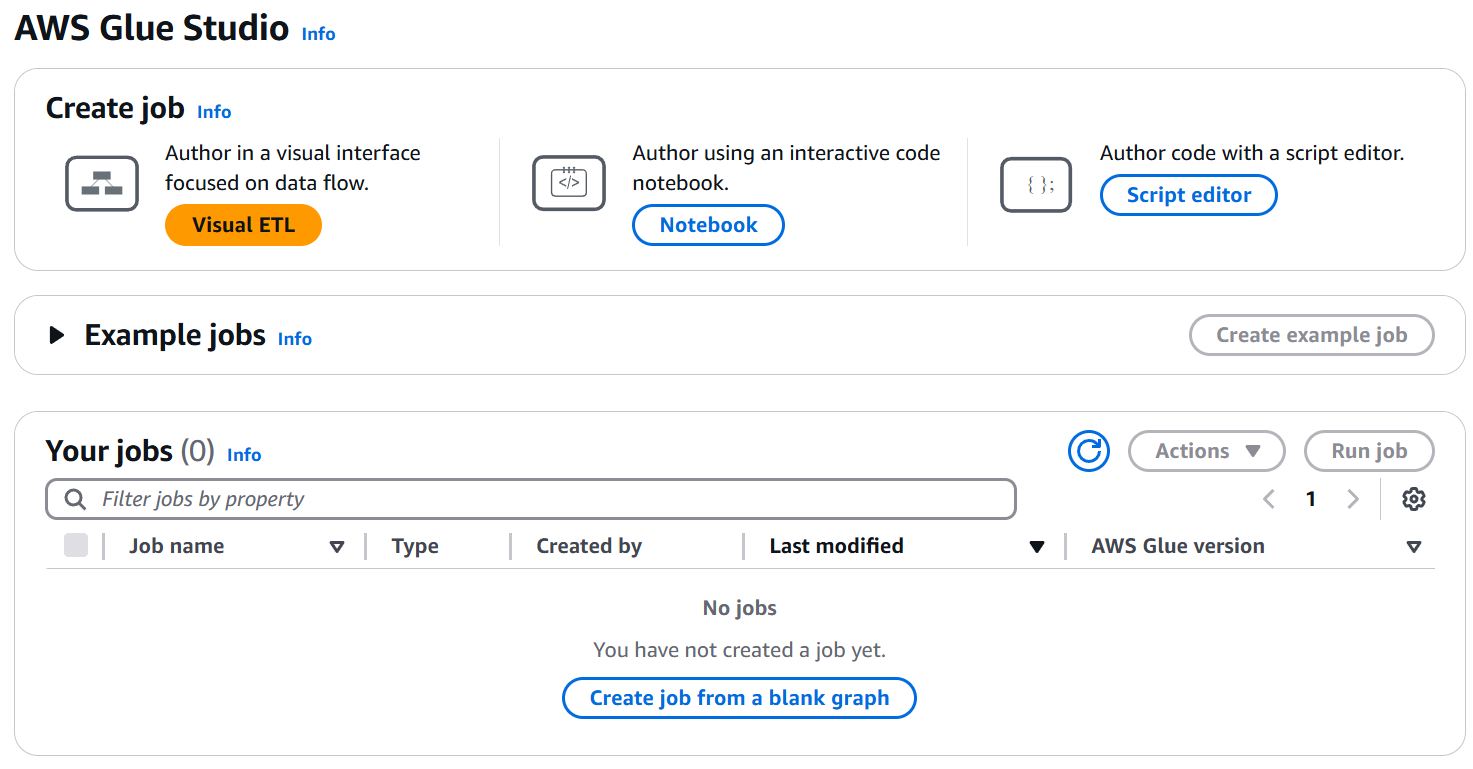 AWS Glue Studio Info
Create job Info
Author in a visual interface
focused on data flow.
Visual ETL
Author using an interactive code
notebook.
Notebook
Author code with a script editor.
Script editor
Example jobs Info
Create example job
Your jobs (0) Info
Actions
Run job
Filter jobs by property
1
Job name Type Created by Last modified AWS Glue version
No jobs
You have not created a job yet.
Create job from a blank graph